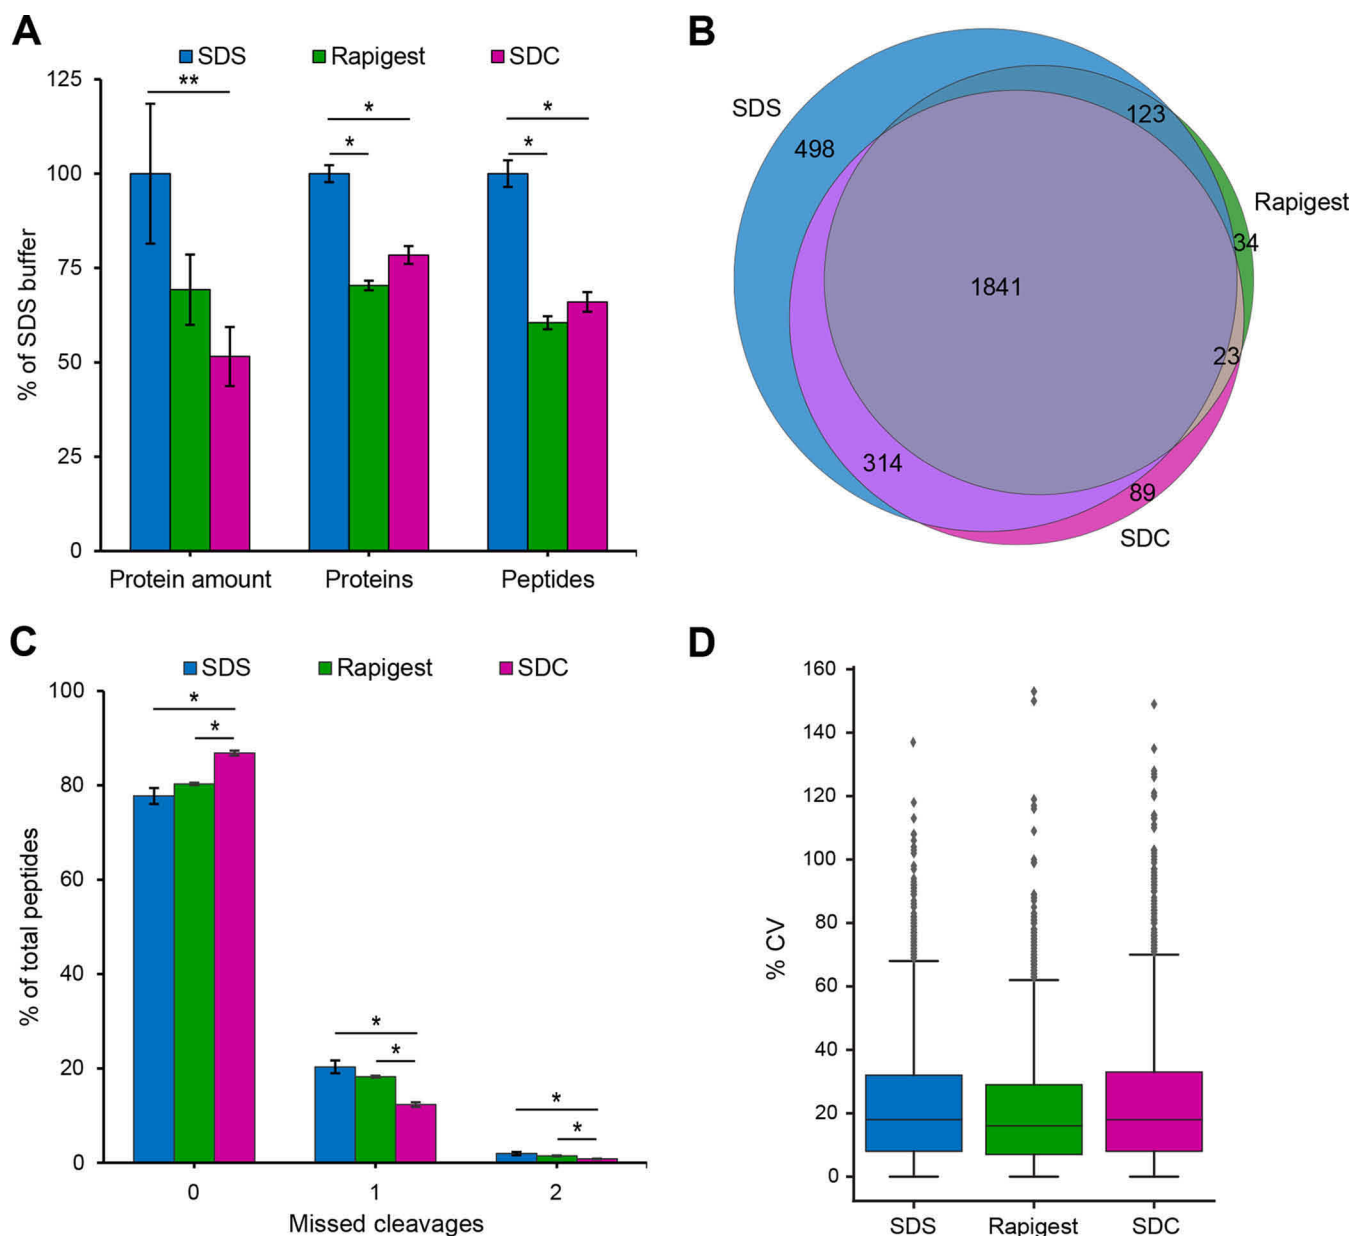 A
SDS Rapigest SDC
% of SDS buffer
125
100
75
50
25
0
**
*
*
*
*
Protein amount Proteins Peptides
B
SDS
498
123
Rapigest
34
1841
23
314
89
SDC
C
SDS Rapigest SDC
% of total peptides
100
80
60
40
20
0
*
*
*
*
*
*
0 1 2
Missed cleavages
D
% CV
160
140
120
100
80
60
40
20
0
SDS Rapigest SDC